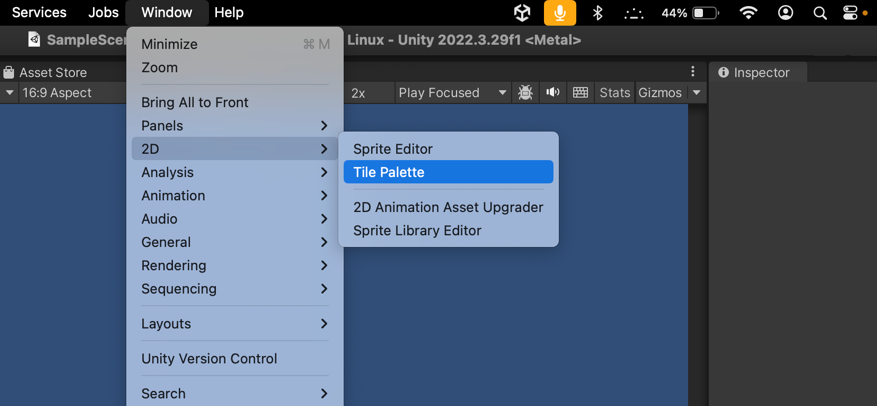 Services Jobs Window Help 44%
SampleScen Linux - Unity 2022.3.29f1 <Metal>
Asset Store Inspector
16:9 Aspect 2x Play Focused Stats Gizmos
Minimize ⌘ M
Zoom
Bring All to Front
Panels
2D
Analysis
Animation
Audio
General
Rendering
Sequencing
Layouts
Unity Version Control
Search
Sprite Editor
Tile Palette
2D Animation Asset Upgrader
Sprite Library Editor